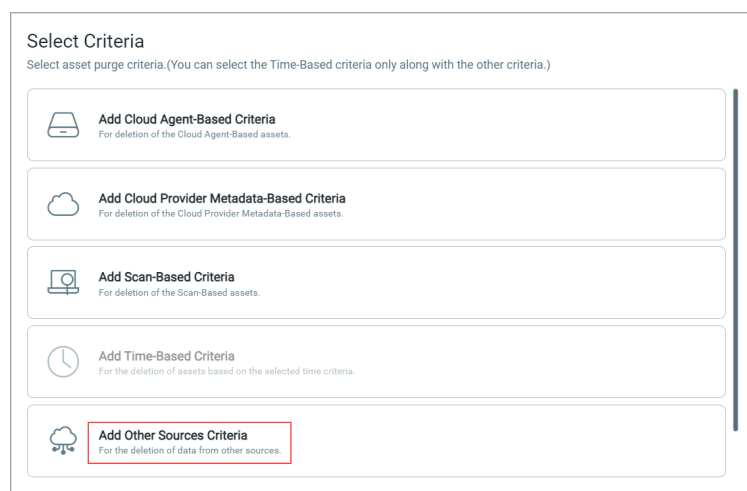 Select Criteria
Select asset purge criteria.(You can select the Time-Based criteria only along with the other criteria.)
Add Cloud Agent-Based Criteria
For deletion of the Cloud Agent-Based assets.
Add Cloud Provider Metadata-Based Criteria
For deletion of the Cloud Provider Metadata-Based assets.
Add Scan-Based Criteria
For deletion of the Scan-Based assets.
Add Time-Based Criteria
For the deletion of assets based on the selected time criteria.
Add Other Sources Criteria
For the deletion of data from other sources.